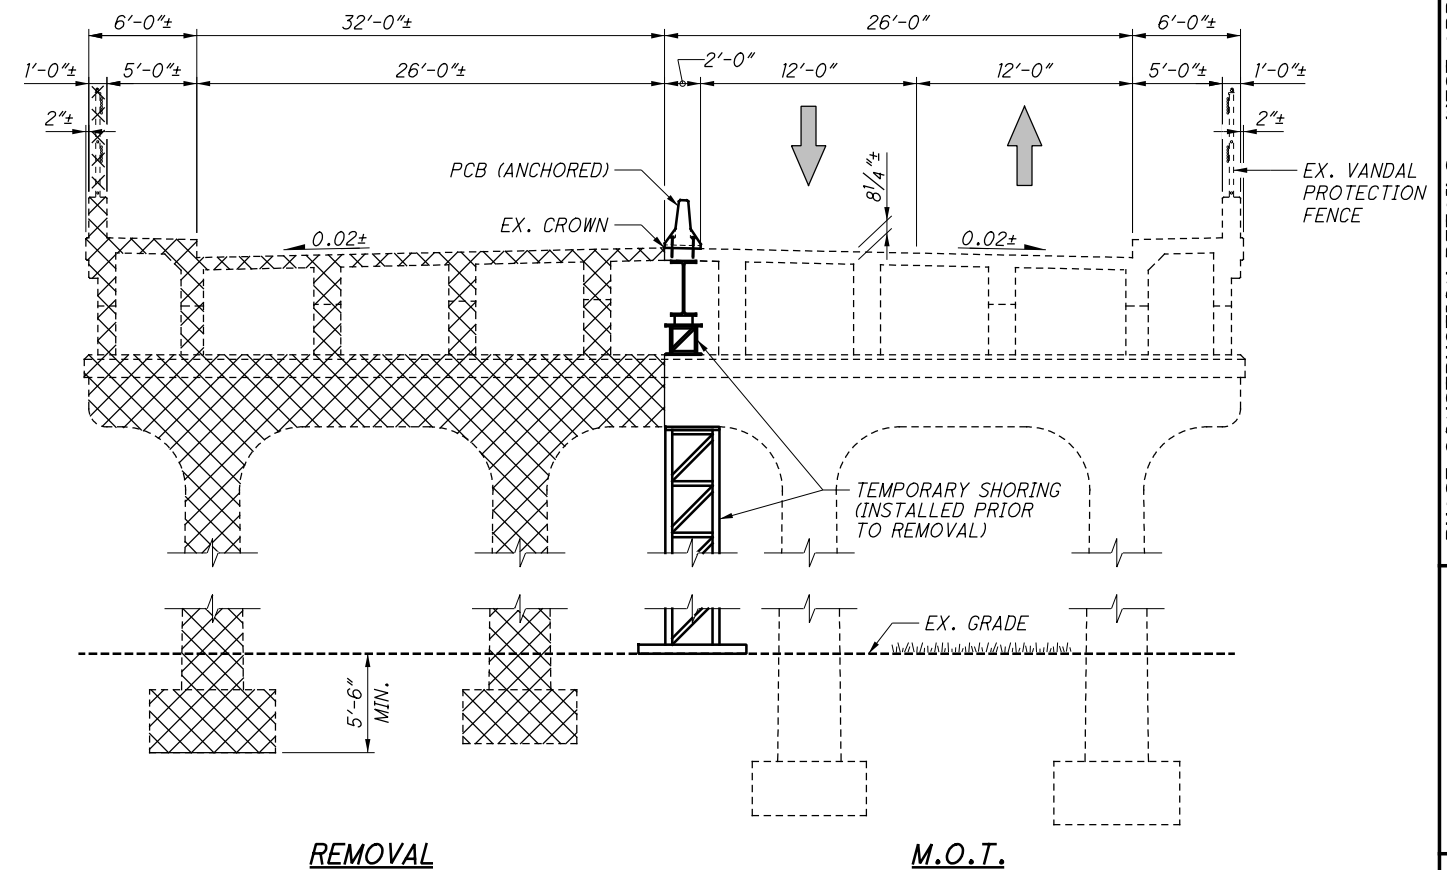 6'-0"±
32'-0"±
26'-0"
6'-0"±
1'-0"±
5'-0"±
26'-0"±
2'-0"
12'-0"
12'-0"
5'-0"±
1'-0"±
2"±
2"±
PCB (ANCHORED)
8 1/4"±
EX. VANDAL
PROTECTION
FENCE
EX. CROWN
0.02±
0.02±
TEMPORARY SHORING
(INSTALLED PRIOR
TO REMOVAL)
EX. GRADE
5'-6"
MIN.
REMOVAL
M.O.T.